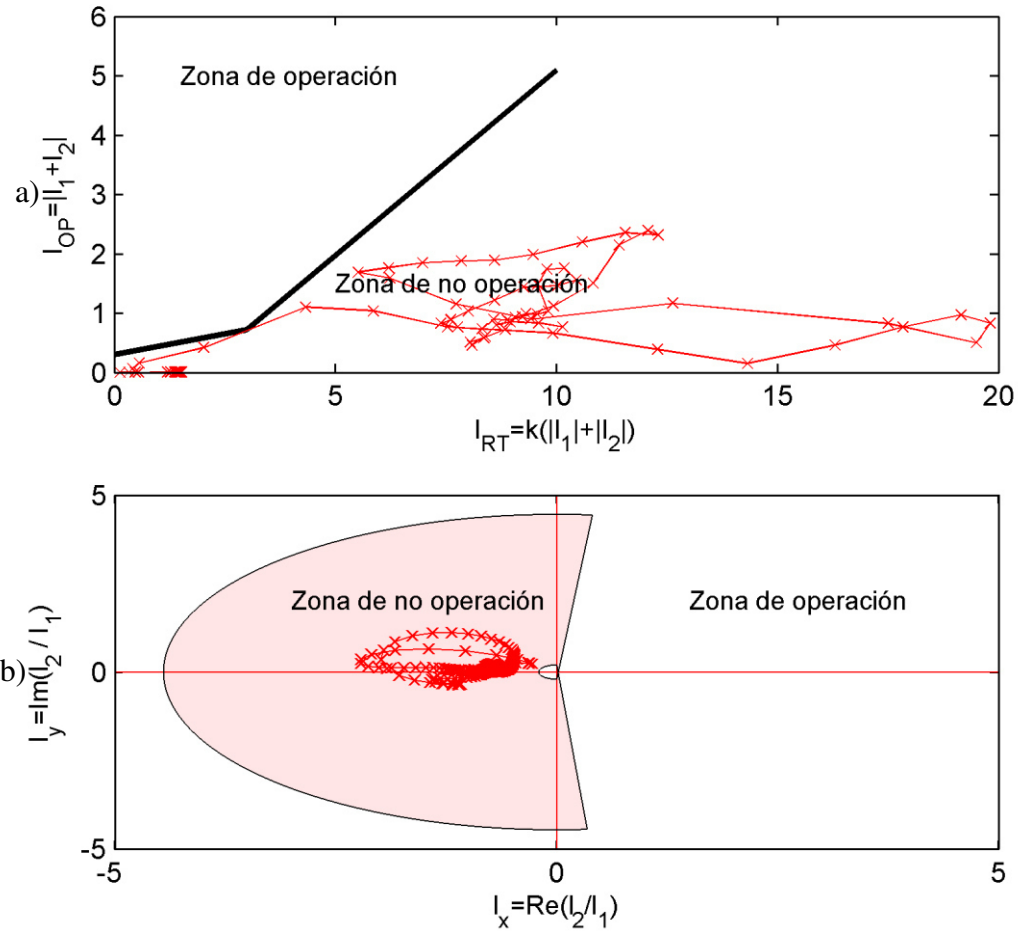 a)
I_OP=|I_1+I_2|
6
5
4
3
2
1
0
Zona de operación
Zona de no operación
0 5 10 15 20
I_RT=k(|I_1|+|I_2|)
b)
I_y=Im(I_2 / I_1)
5
0
-5
Zona de no operación
Zona de operación
-5 0 5
I_x=Re(I_2/I_1)